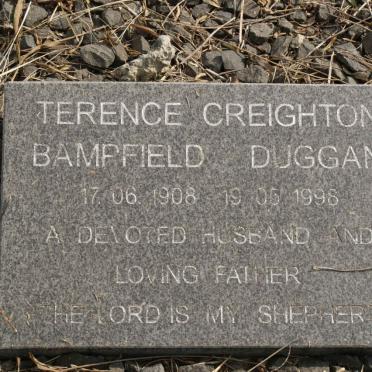 TERENCE CREIGHTON
BAMPFIELD DUGGAN
17. 06. 1908 19. 05. 1998
A DEVOTED HUSBAND AND
LOVING FATHER
THE LORD IS MY SHEPHERD